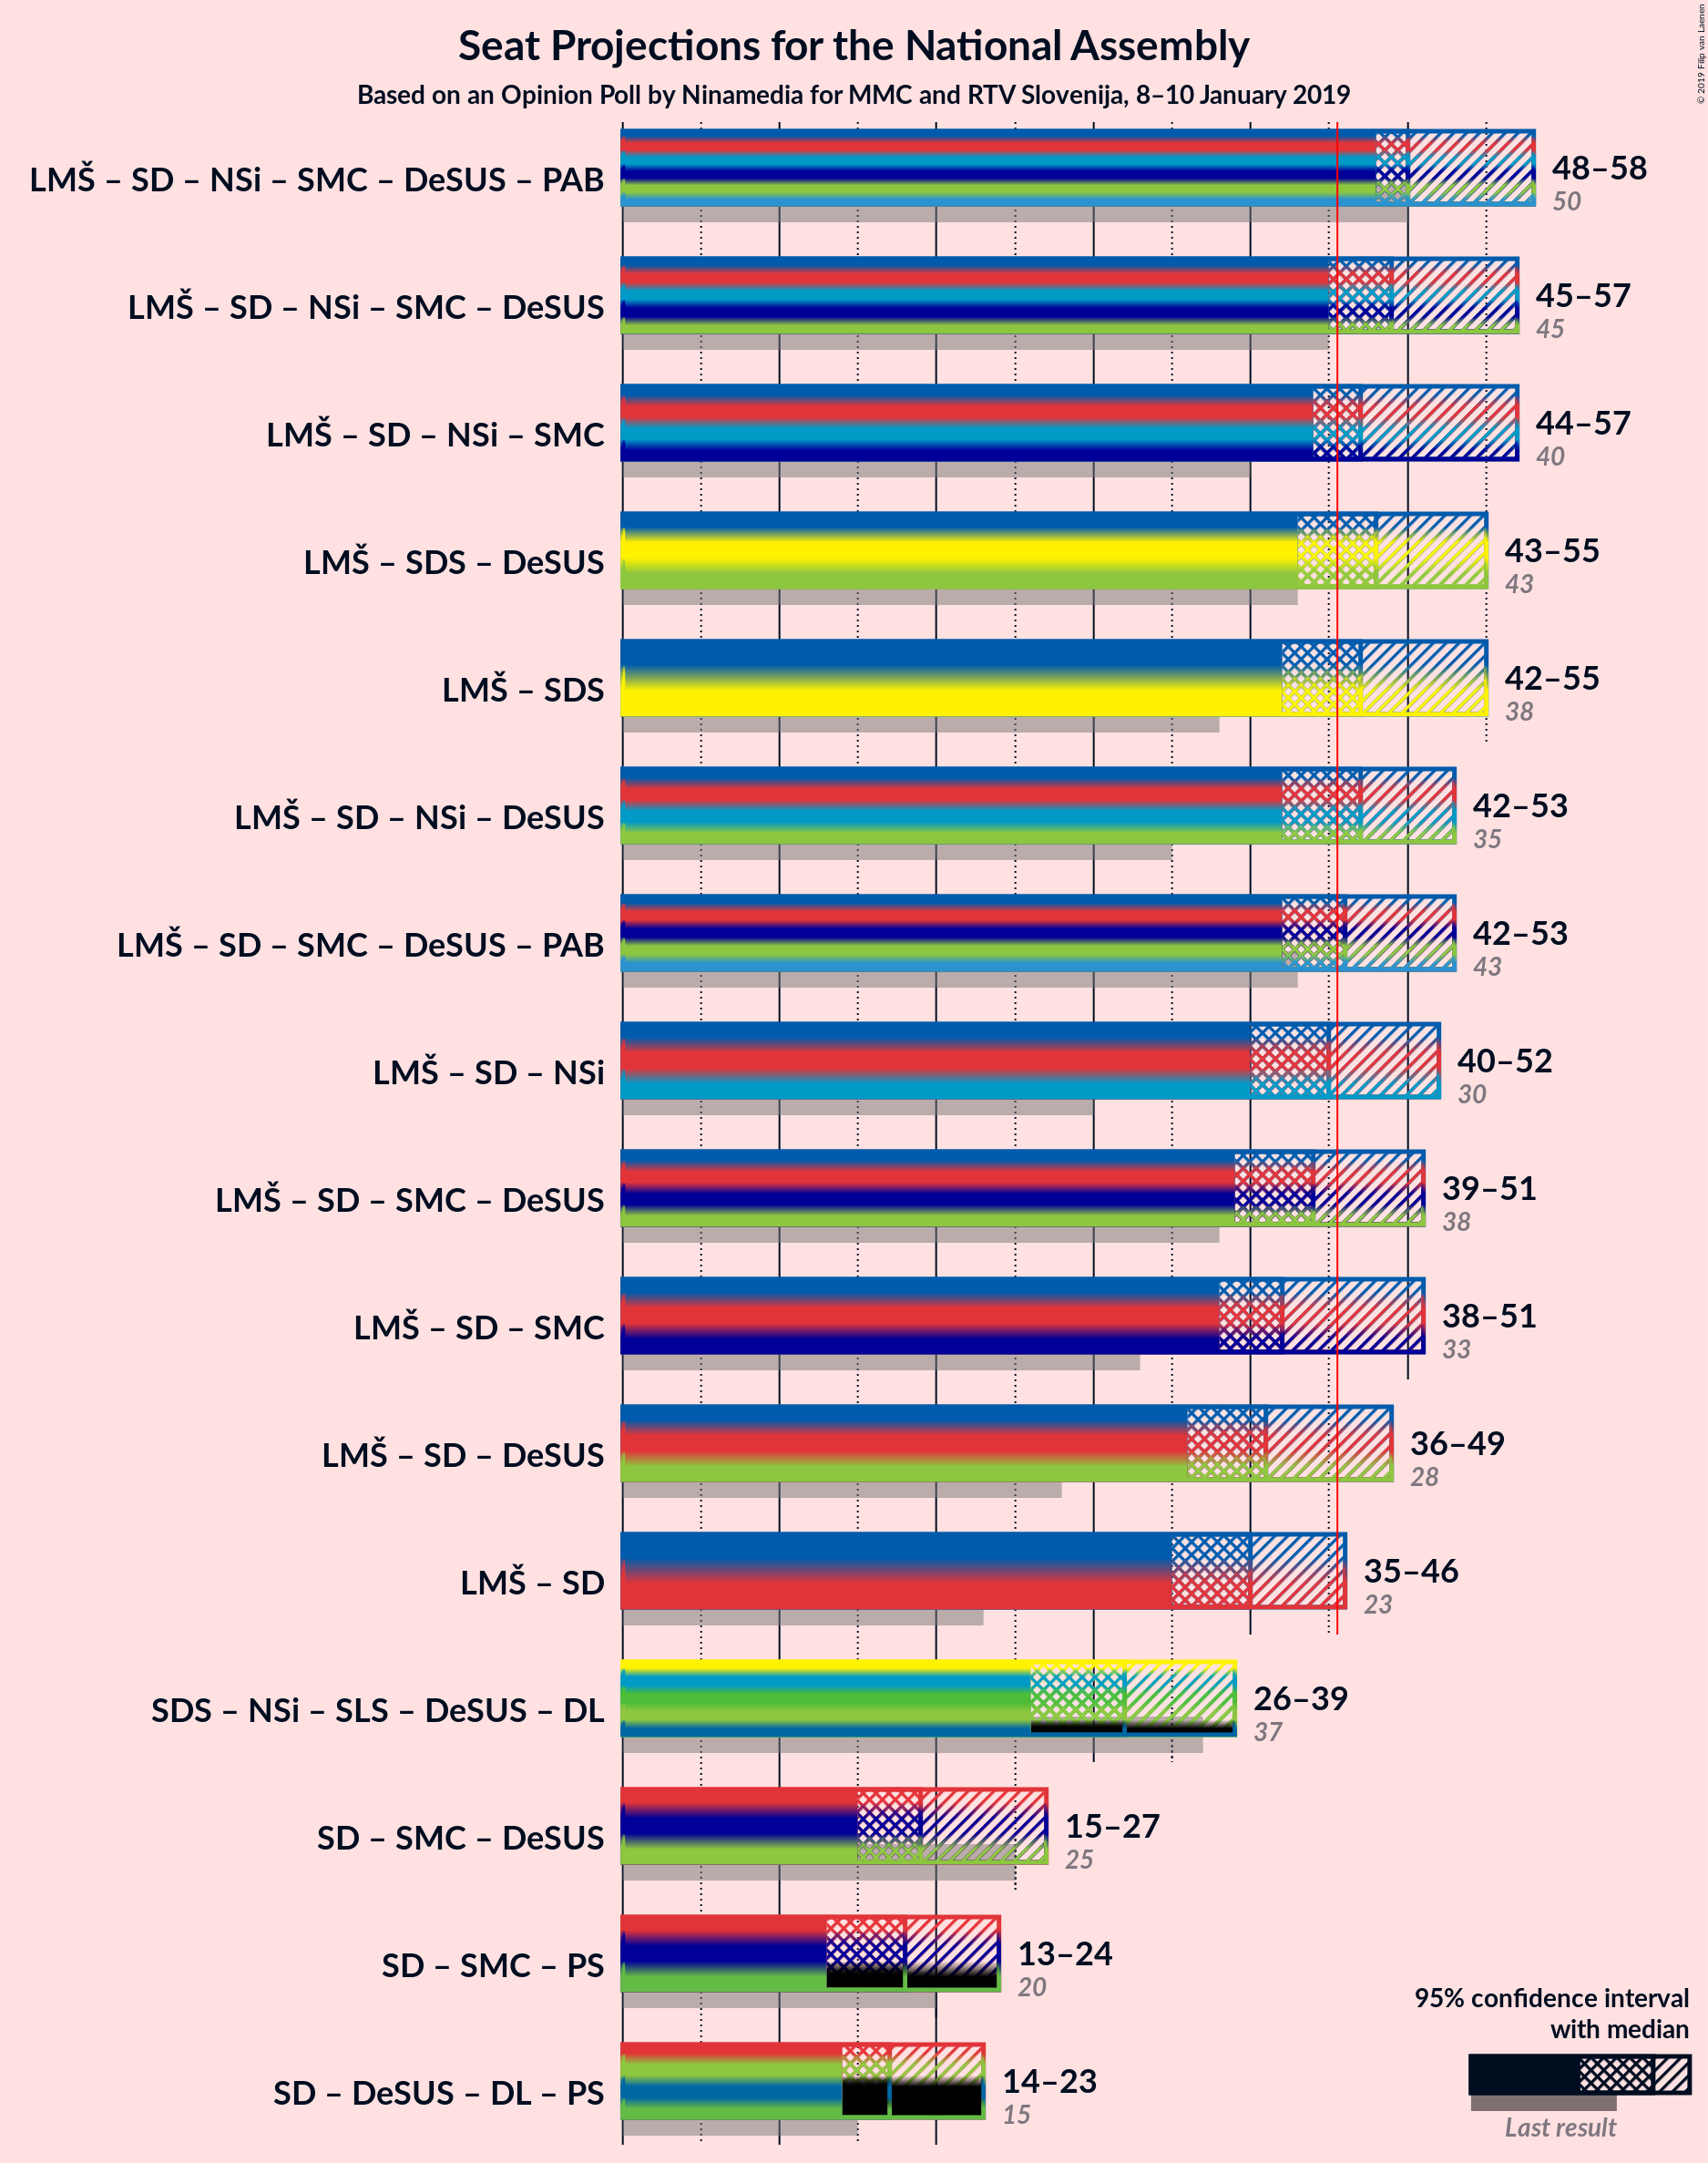 Seat Projections for the National Assembly
Based on an Opinion Poll by Ninamedia for MMC and RTV Slovenija, 8–10 January 2019
© 2019 Filip van Laenen
LMŠ – SD – NSi – SMC – DeSUS – PAB
48–58
50
LMŠ – SD – NSi – SMC – DeSUS
45–57
45
LMŠ – SD – NSi – SMC
44–57
40
LMŠ – SDS – DeSUS
43–55
43
LMŠ – SDS
42–55
38
LMŠ – SD – NSi – DeSUS
42–53
35
LMŠ – SD – SMC – DeSUS – PAB
42–53
43
LMŠ – SD – NSi
40–52
30
LMŠ – SD – SMC – DeSUS
39–51
38
LMŠ – SD – SMC
38–51
33
LMŠ – SD – DeSUS
36–49
28
LMŠ – SD
35–46
23
SDS – NSi – SLS – DeSUS – DL
26–39
37
SD – SMC – DeSUS
15–27
25
SD – SMC – PS
13–24
20
SD – DeSUS – DL – PS
14–23
15
95% confidence interval
with median
Last result